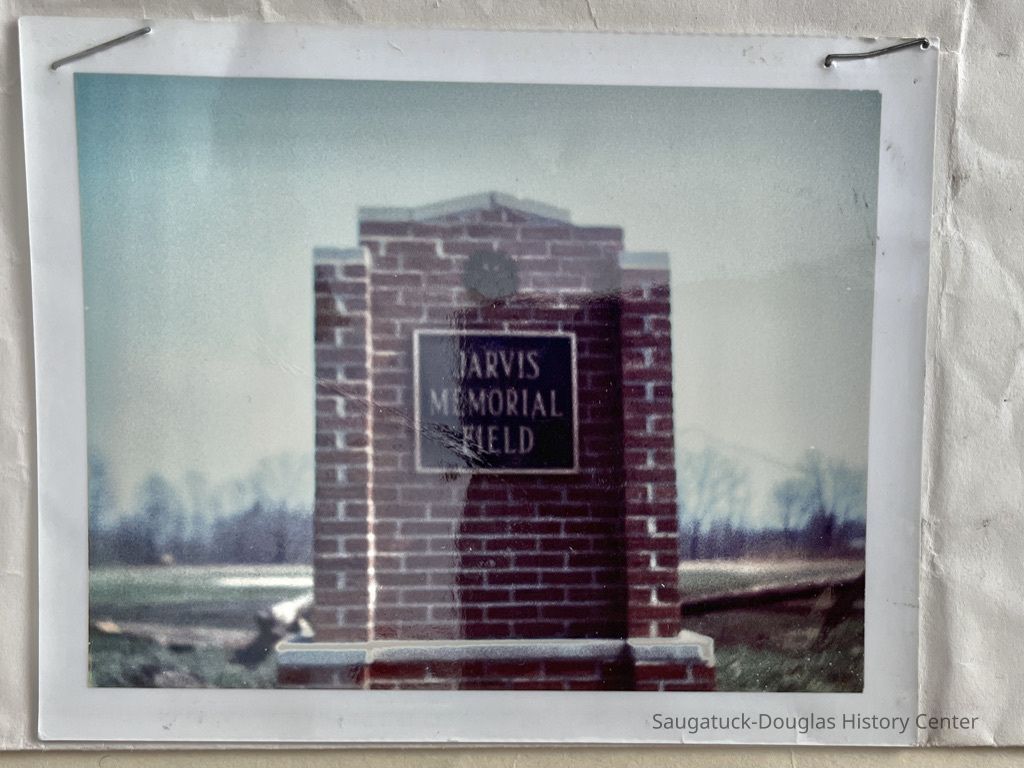 JARVIS
MEMORIAL
FIELD
Saugatuck-Douglas History Center